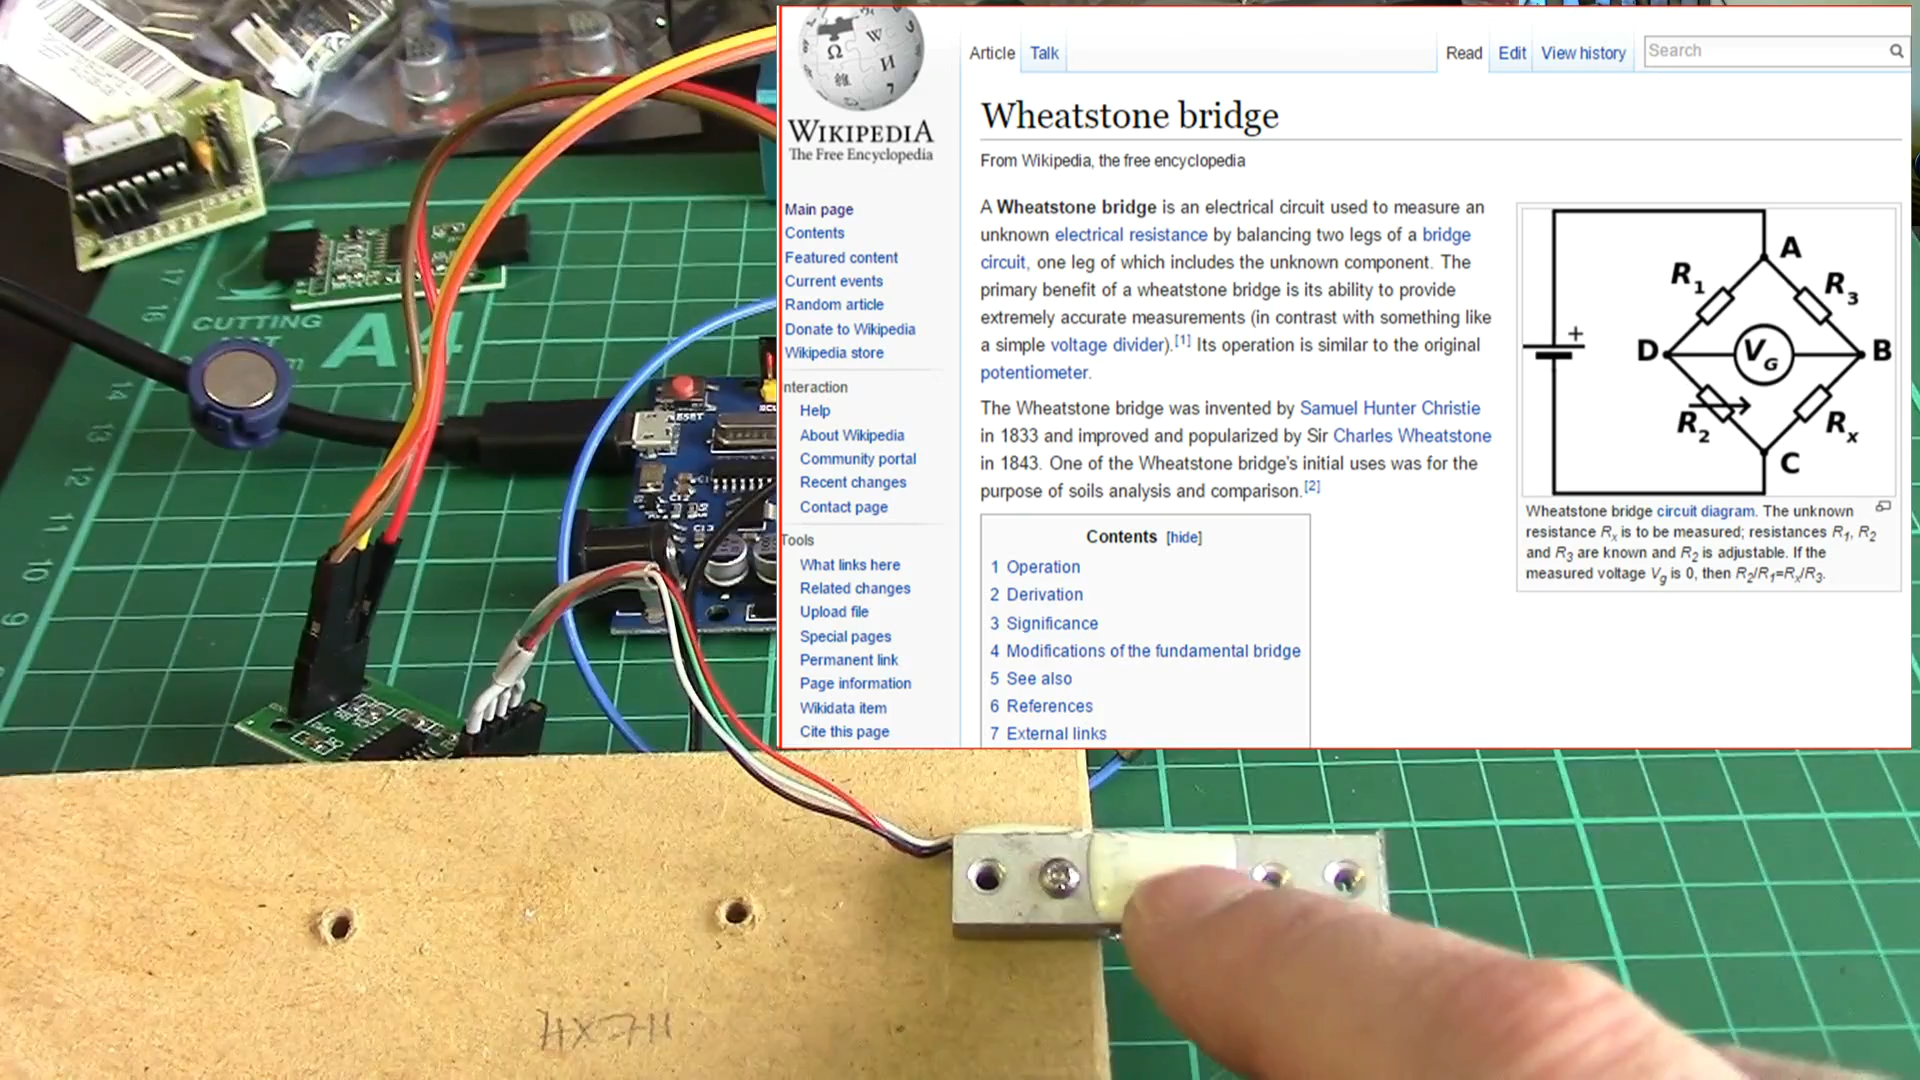 WIKIPEDIA
The Free Encyclopedia
Main page
Contents
Featured content
Current events
Random article
Donate to Wikipedia
Wikipedia store
nteraction
Help
About Wikipedia
Community portal
Recent changes
Contact page
Tools
What links here
Related changes
Upload file
Special pages
Permanent link
Page information
Wikidata item
Cite this page
Article Talk
Read Edit View history
Search
Wheatstone bridge
From Wikipedia, the free encyclopedia
A Wheatstone bridge is an electrical circuit used to measure an
unknown electrical resistance by balancing two legs of a bridge
circuit, one leg of which includes the unknown component. The
primary benefit of a wheatstone bridge is its ability to provide
extremely accurate measurements (in contrast with something like
a simple voltage divider).[1] Its operation is similar to the original
potentiometer.
The Wheatstone bridge was invented by Samuel Hunter Christie
in 1833 and improved and popularized by Sir Charles Wheatstone
in 1843. One of the Wheatstone bridge's initial uses was for the
purpose of soils analysis and comparison.[2]
Contents [hide]
1 Operation
2 Derivation
3 Significance
4 Modifications of the fundamental bridge
5 See also
6 References
7 External links
A
R1
R3
+
D
VG
B
R2
Rx
C
Wheatstone bridge circuit diagram. The unknown
resistance Rx is to be measured; resistances R1, R2
and R3 are known and R2 is adjustable. If the
measured voltage Vg is 0, then R2/R1=Rx/R3.
17
16
14
13
12
11
10
9
CUTTING
A4
RESET
C12
C13
HX711